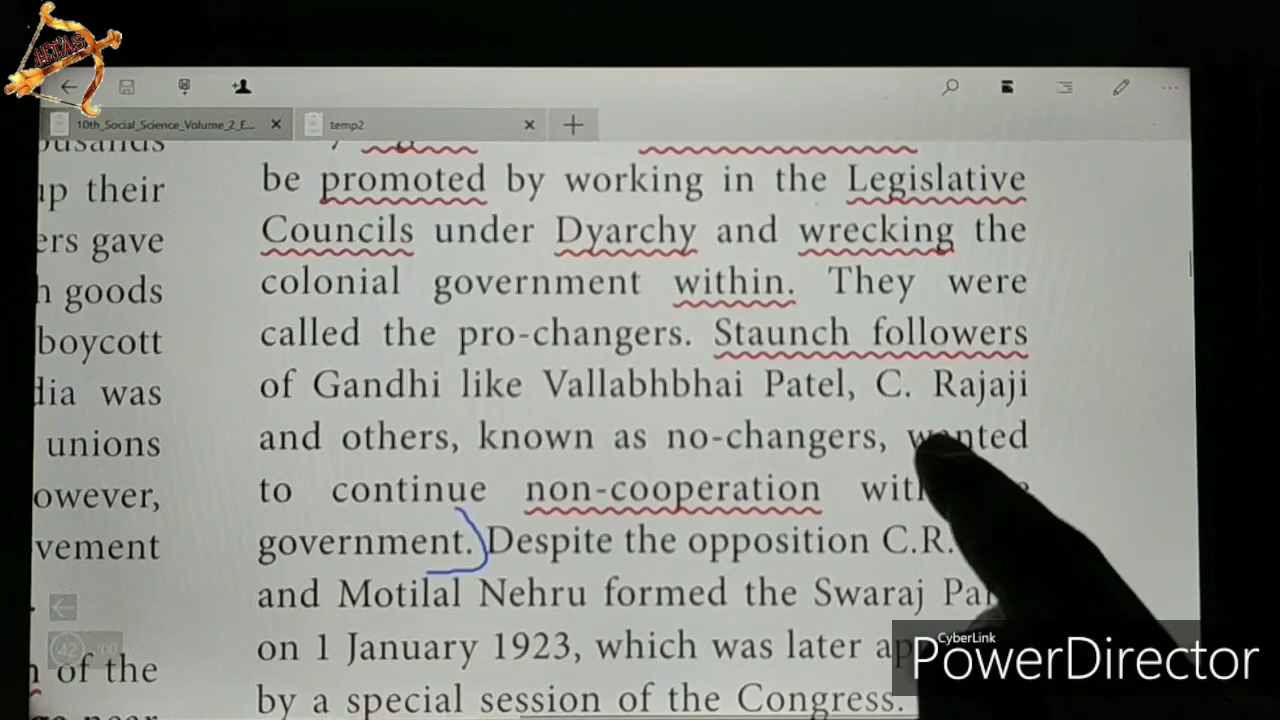 HTAS
10th_Social_Science_Volume_2_E...
temp2
up their
ers gave
goods
boycott
was
unions
owever,
vement
of the
be promoted by working in the Legislative
Councils under Dyarchy and wrecking the
colonial government within. They were
called the pro-changers. Staunch followers
of Gandhi like Vallabhbhai Patel, C. Rajaji
and others, known as no-changers, wanted
to continue non-cooperation
government. Despite the opposition C.R.
and Motilal Nehru formed the Swaraj
on 1 January 1923, which was later
by a special session of the Congress.
42
CyberLink
PowerDirector